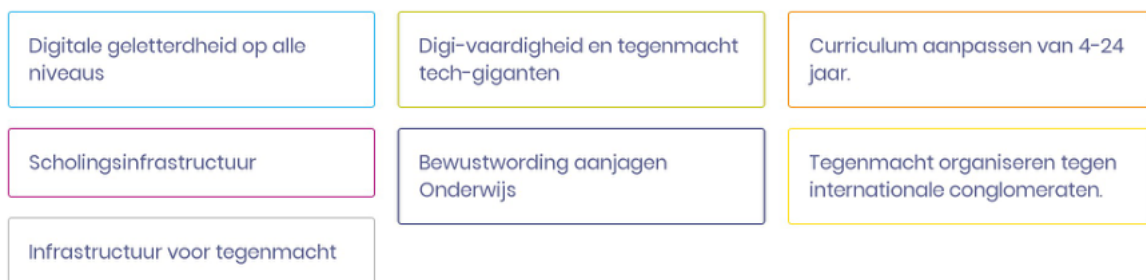 Digitale geletterdheid op alle
niveaus
Digi-vaardigheid en tegenmacht
tech-giganten
Curriculum aanpassen van 4-24
jaar.
Scholingsinfrastructuur
Bewustwording aanjagen
Onderwijs
Tegenmacht organiseren tegen
internationale conglomeraten.
Infrastructuur voor tegenmacht